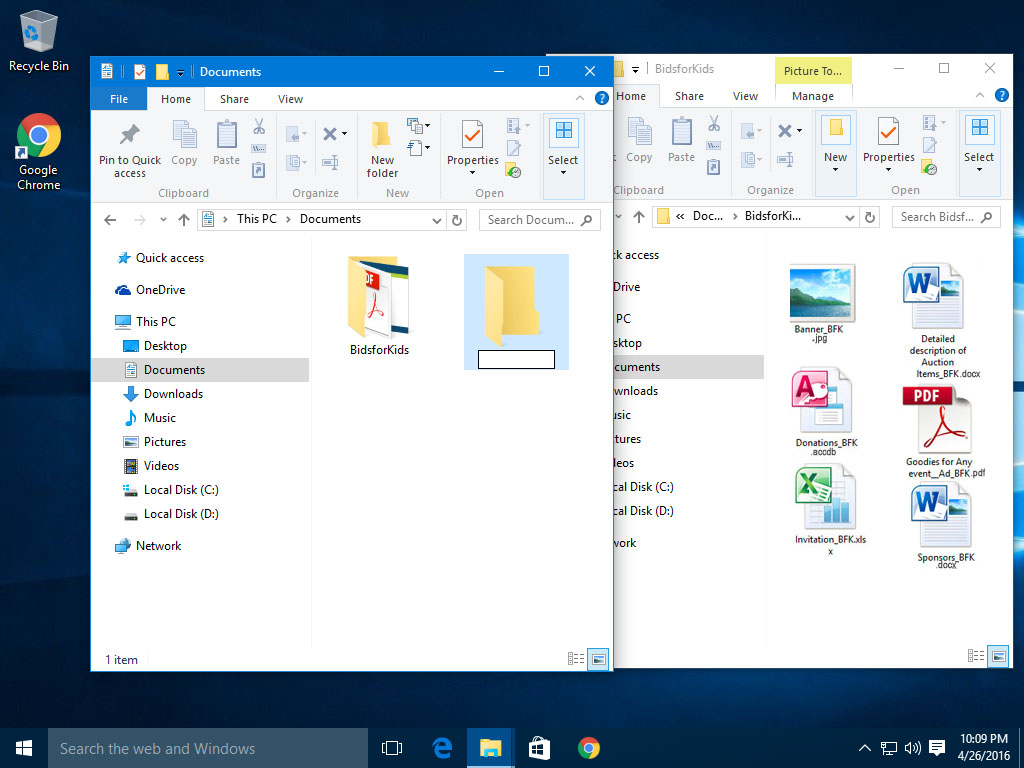 Recycle Bin
Google
Chrome
Documents
File
Home
Share
View
Pin to Quick
access
Copy
Paste
Clipboard
Organize
New
folder
New
Properties
Open
Select
This PC
Documents
Search Docum...
Quick access
OneDrive
This PC
Desktop
Documents
Downloads
Music
Pictures
Videos
Local Disk (C:)
Local Disk (D:)
Network
PDF
BidsforKids
1 item
BidsforKids
Picture To...
Home
Share
View
Manage
Copy
Paste
Clipboard
Organize
New
Properties
Open
Select
« Doc...
BidsforKi...
Search Bidsf...
ck access
Drive
PC
sktop
cuments
wnloads
usic
tures
leos
cal Disk (C:)
cal Disk (D:)
work
Banner_BFK
.jpg
W
Detailed
description of
Auction
Items_BFK.docx
A
Donations_BFK
.accdb
PDF
Goodies for Any
event__Ad_BFK.pdf
X
Invitation_BFK.xls
x
W
Sponsors_BFK
.docx
Search the web and Windows
10:09 PM
4/26/2016